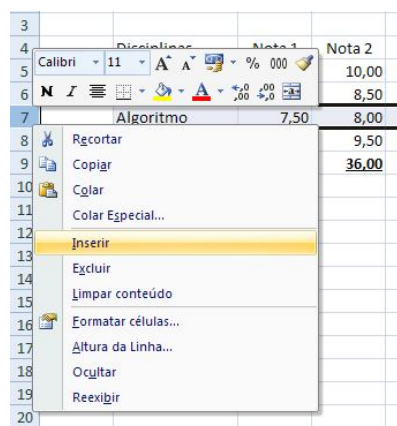 3
4 Disciplinas Nota 1 Nota 2
Calibri 11 A A % 000
5 10,00
N I A ,00 ,00
6 8,50
7 Algoritmo 7,50 8,00
8 Recortar 9,50
9 Copiar 36,00
10 Colar
11 Colar Especial...
12 Inserir
13 Excluir
14 Limpar conteúdo
15
16 Formatar células...
17 Altura da Linha...
18 Ocultar
19 Reexibir
20